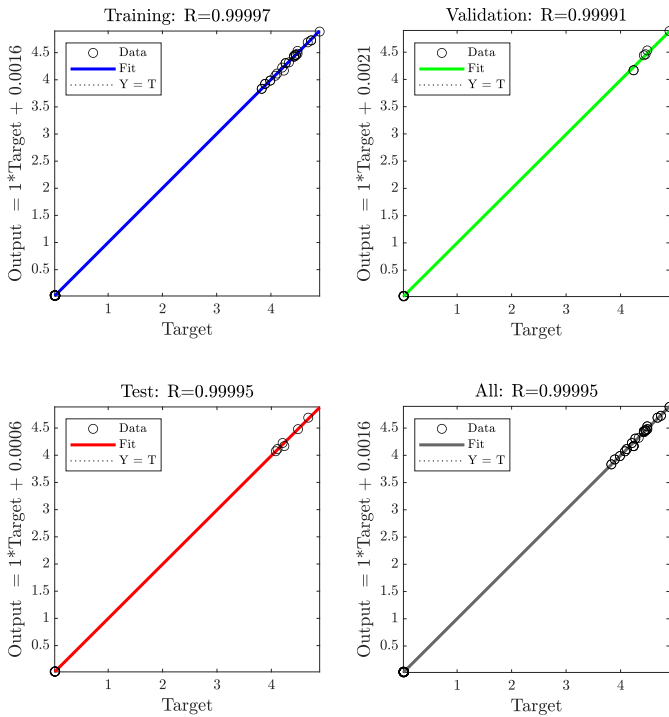 Training: R=0.99997
Output = 1*Target + 0.0016
4.5
4
3.5
3
2.5
2
1.5
1
0.5
Data
Fit
Y = T
1
2
3
4
Target
Validation: R=0.99991
Output = 1*Target + 0.0021
4.5
4
3.5
3
2.5
2
1.5
1
0.5
Data
Fit
Y = T
1
2
3
4
Target
Test: R=0.99995
Output = 1*Target + 0.0006
4.5
4
3.5
3
2.5
2
1.5
1
0.5
Data
Fit
Y = T
1
2
3
4
Target
All: R=0.99995
Output = 1*Target + 0.0016
4.5
4
3.5
3
2.5
2
1.5
1
0.5
Data
Fit
Y = T
1
2
3
4
Target